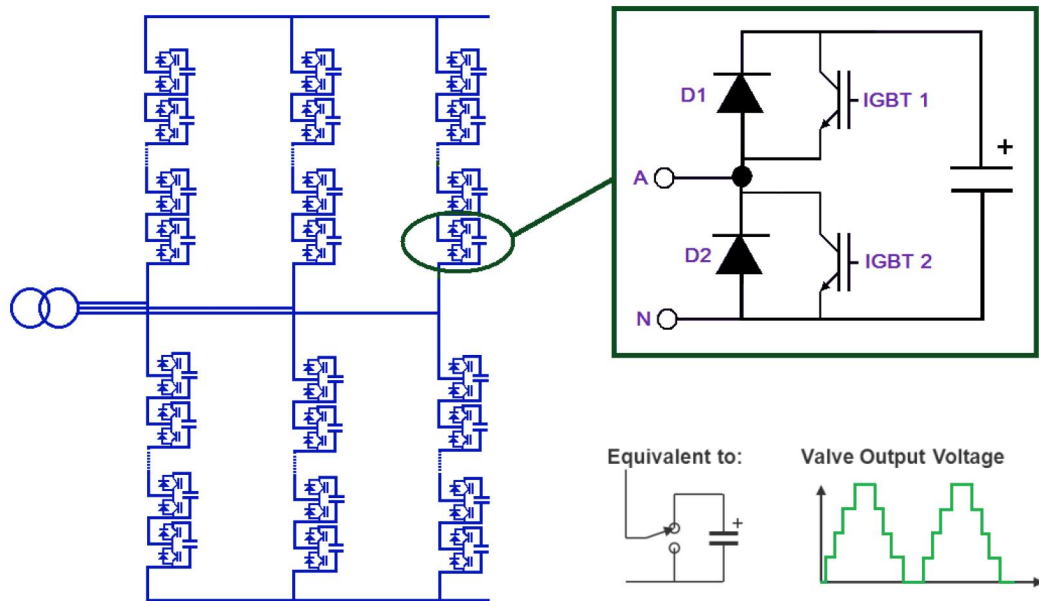 D1
IGBT 1
+
A
D2
IGBT 2
N
Equivalent to:
Valve Output Voltage
+